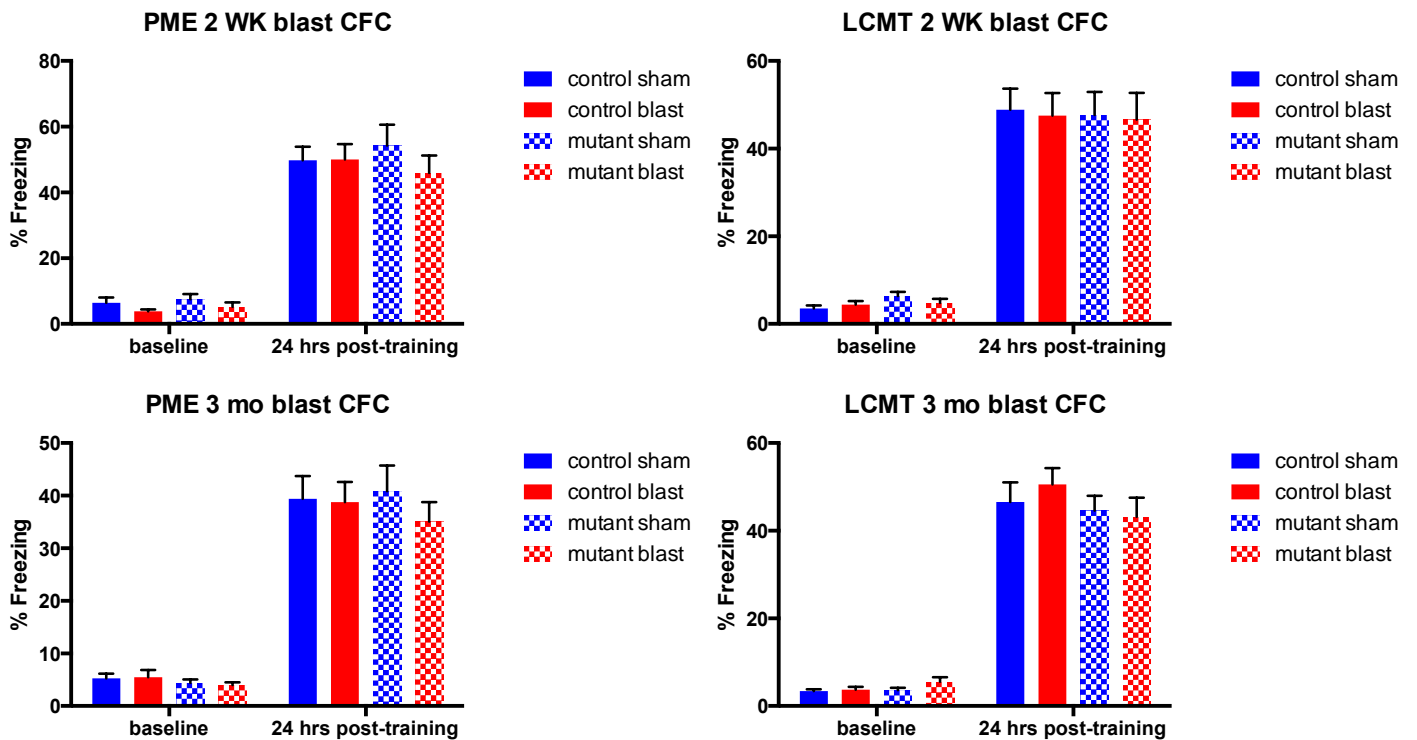 PME 2 WK blast CFC
% Freezing
80
60
40
20
0
baseline
24 hrs post-training
control sham
control blast
mutant sham
mutant blast
LCMT 2 WK blast CFC
% Freezing
60
40
20
0
baseline
24 hrs post-training
control sham
control blast
mutant sham
mutant blast
PME 3 mo blast CFC
% Freezing
50
40
30
20
10
0
baseline
24 hrs post-training
control sham
control blast
mutant sham
mutant blast
LCMT 3 mo blast CFC
% Freezing
60
40
20
0
baseline
24 hrs post-training
control sham
control blast
mutant sham
mutant blast